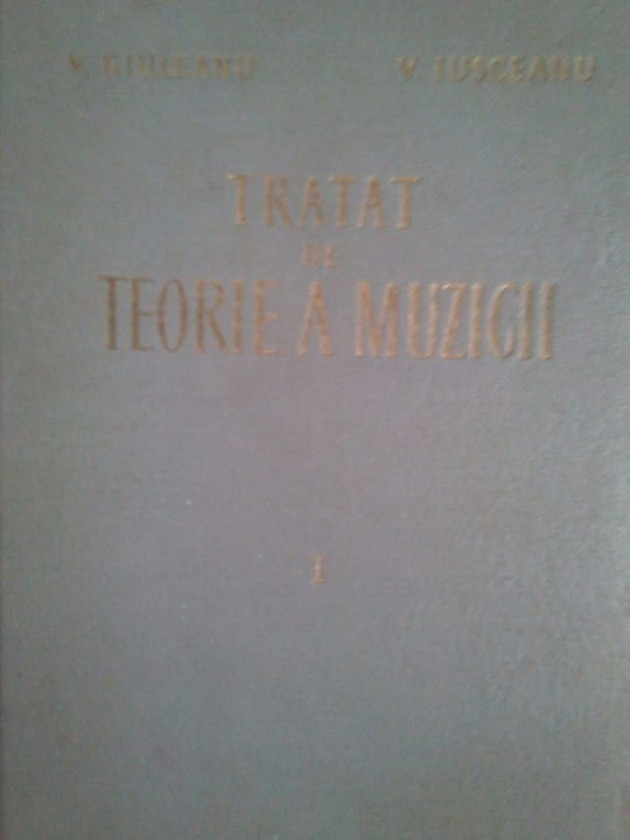 V. GIULEANU V. IUSCEANU
TRATAT
DE
TEORIE A MUZICII
I